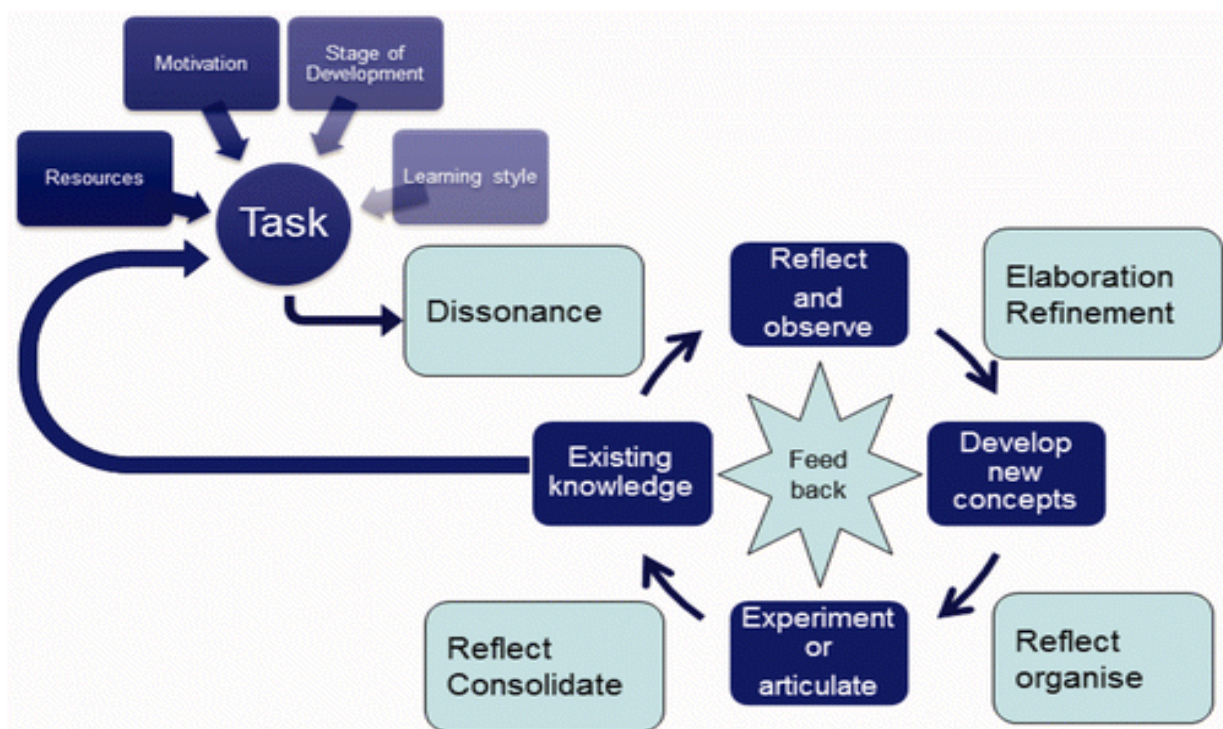 Motivation
Stage of
Development
Resources
Learning style
Task
Dissonance
Reflect
and
observe
Elaboration
Refinement
Existing
knowledge
Feed
back
Develop
new
concepts
Reflect
Consolidate
Experiment
or
articulate
Reflect
organise